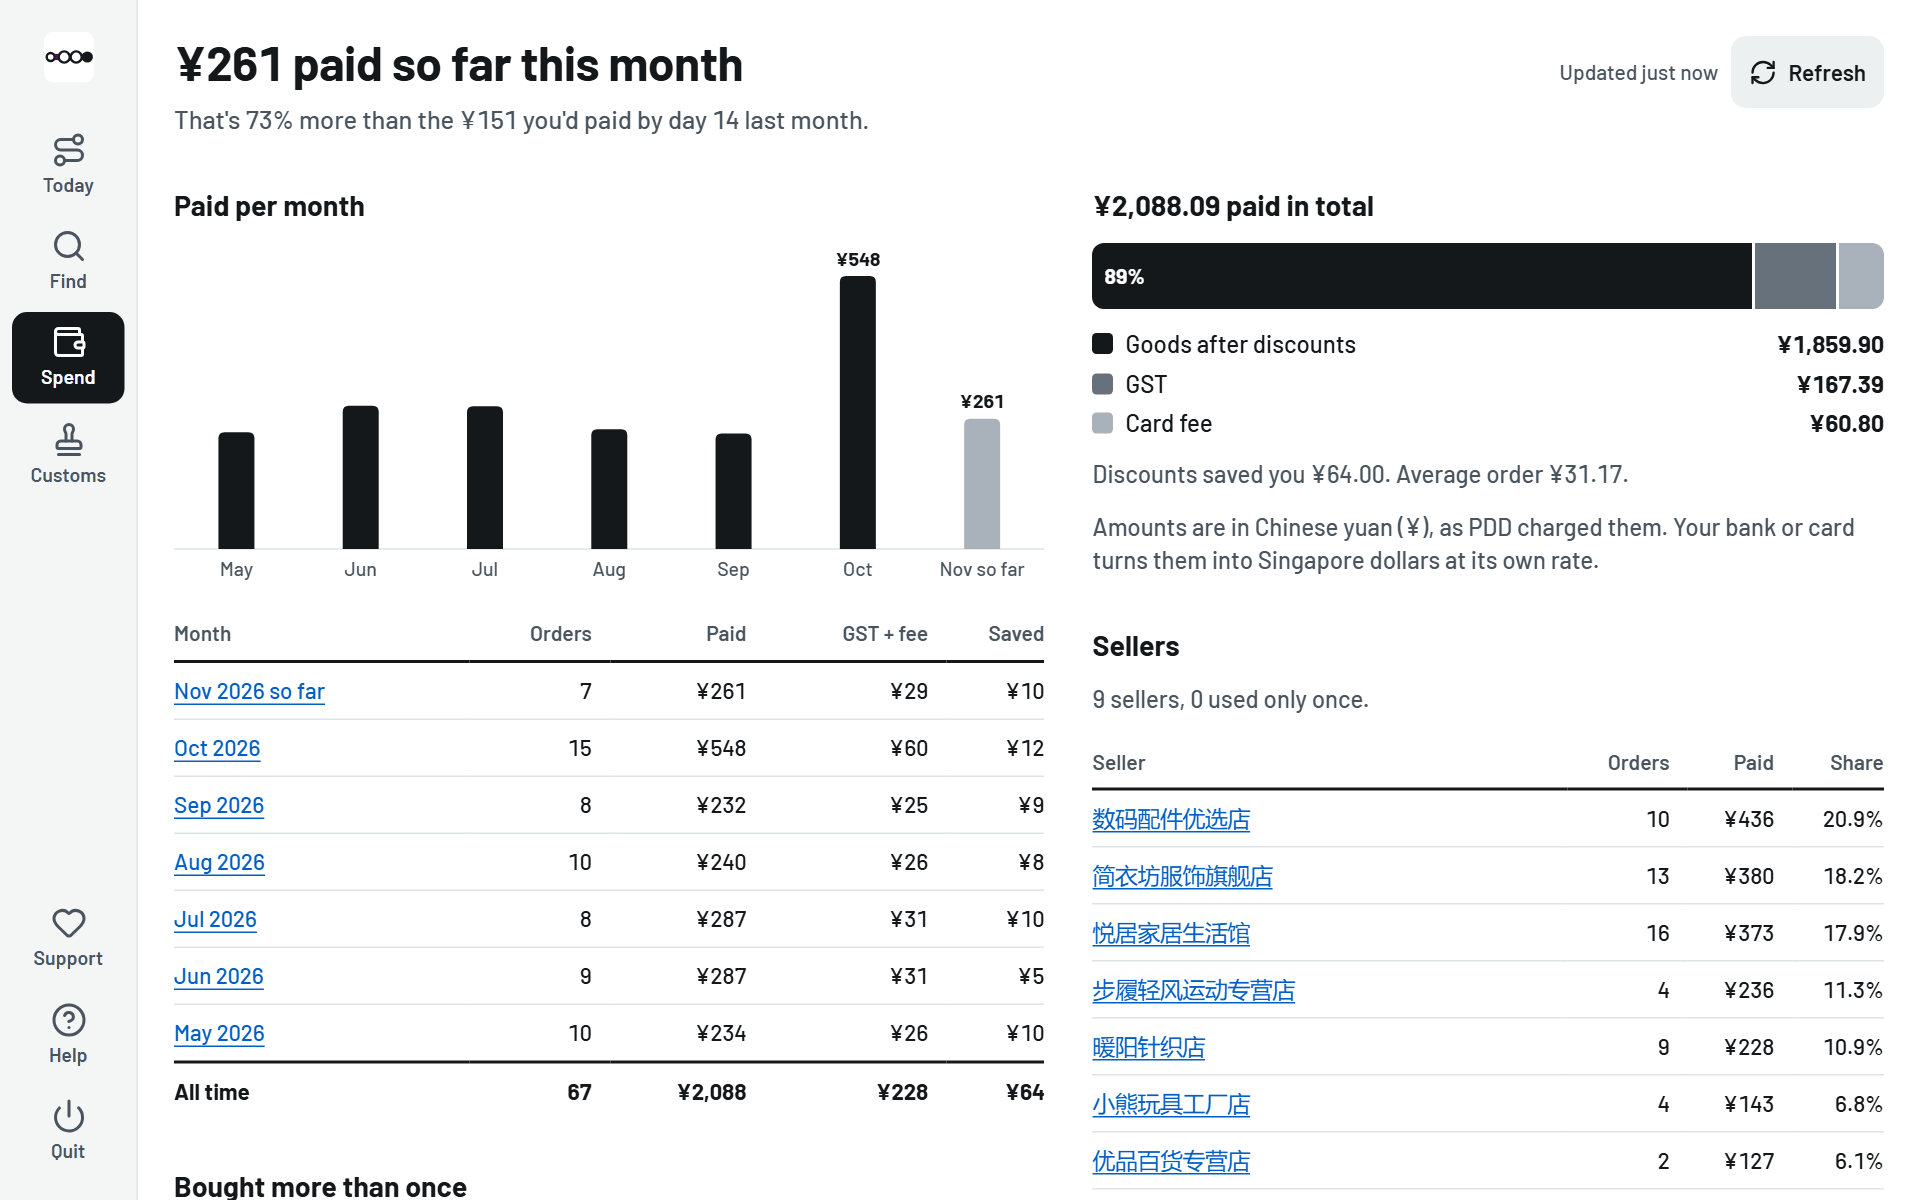 Today
Find
Spend
Customs
Support
Help
Quit
¥261 paid so far this month
That's 73% more than the ¥151 you'd paid by day 14 last month.
Updated just now
Refresh
Paid per month
¥548
¥261
May Jun Jul Aug Sep Oct Nov so far
Month Orders Paid GST + fee Saved
Nov 2026 so far 7 ¥261 ¥29 ¥10
Oct 2026 15 ¥548 ¥60 ¥12
Sep 2026 8 ¥232 ¥25 ¥9
Aug 2026 10 ¥240 ¥26 ¥8
Jul 2026 8 ¥287 ¥31 ¥10
Jun 2026 9 ¥287 ¥31 ¥5
May 2026 10 ¥234 ¥26 ¥10
All time 67 ¥2,088 ¥228 ¥64
Bought more than once
¥2,088.09 paid in total
89%
Goods after discounts ¥1,859.90
GST ¥167.39
Card fee ¥60.80
Discounts saved you ¥64.00. Average order ¥31.17.
Amounts are in Chinese yuan (¥), as PDD charged them. Your bank or card
turns them into Singapore dollars at its own rate.
Sellers
9 sellers, 0 used only once.
Seller Orders Paid Share
数码配件优选店 10 ¥436 20.9%
简衣坊服饰旗舰店 13 ¥380 18.2%
悦居家居生活馆 16 ¥373 17.9%
步履轻风运动专营店 4 ¥236 11.3%
暖阳针织店 9 ¥228 10.9%
小熊玩具工厂店 4 ¥143 6.8%
优品百货专营店 2 ¥127 6.1%